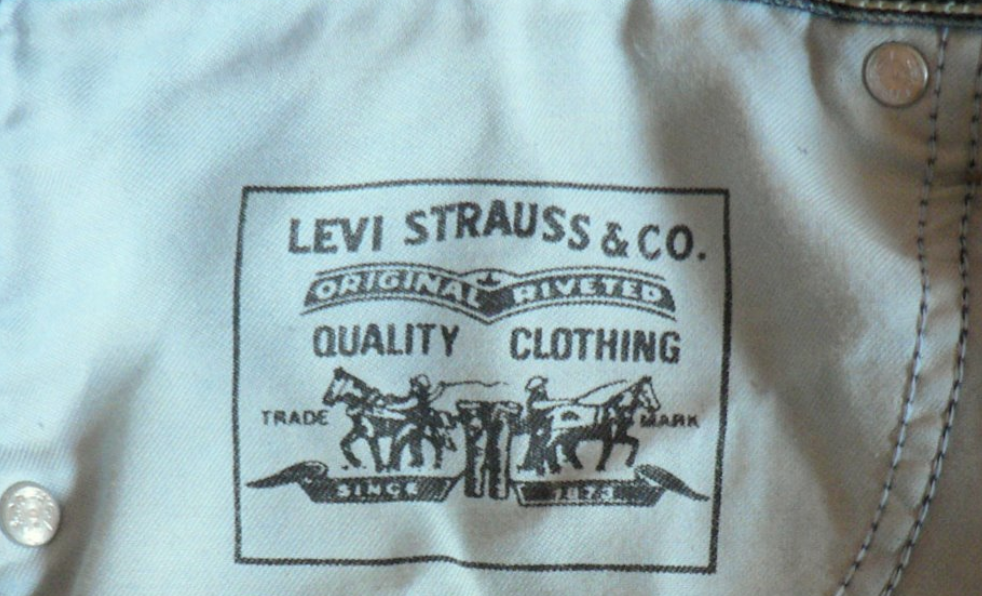 LEVI STRAUSS & CO.
ORIGINAL RIVETED
QUALITY CLOTHING
TRADE MARK
SINCE 1873